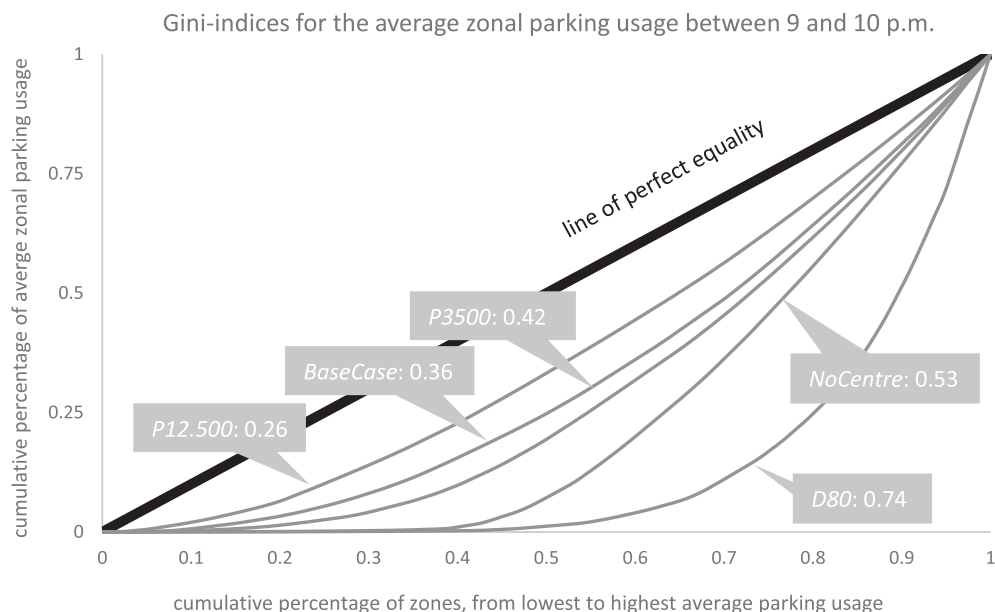 Gini-indices for the average zonal parking usage between 9 and 10 p.m.
cumulative percentage of averge zonal parking usage
1
0.75
0.5
0.25
0
line of perfect equality
P3500: 0.42
BaseCase: 0.36
P12.500: 0.26
NoCentre: 0.53
D80: 0.74
0 0.1 0.2 0.3 0.4 0.5 0.6 0.7 0.8 0.9 1
cumulative percentage of zones, from lowest to highest average parking usage